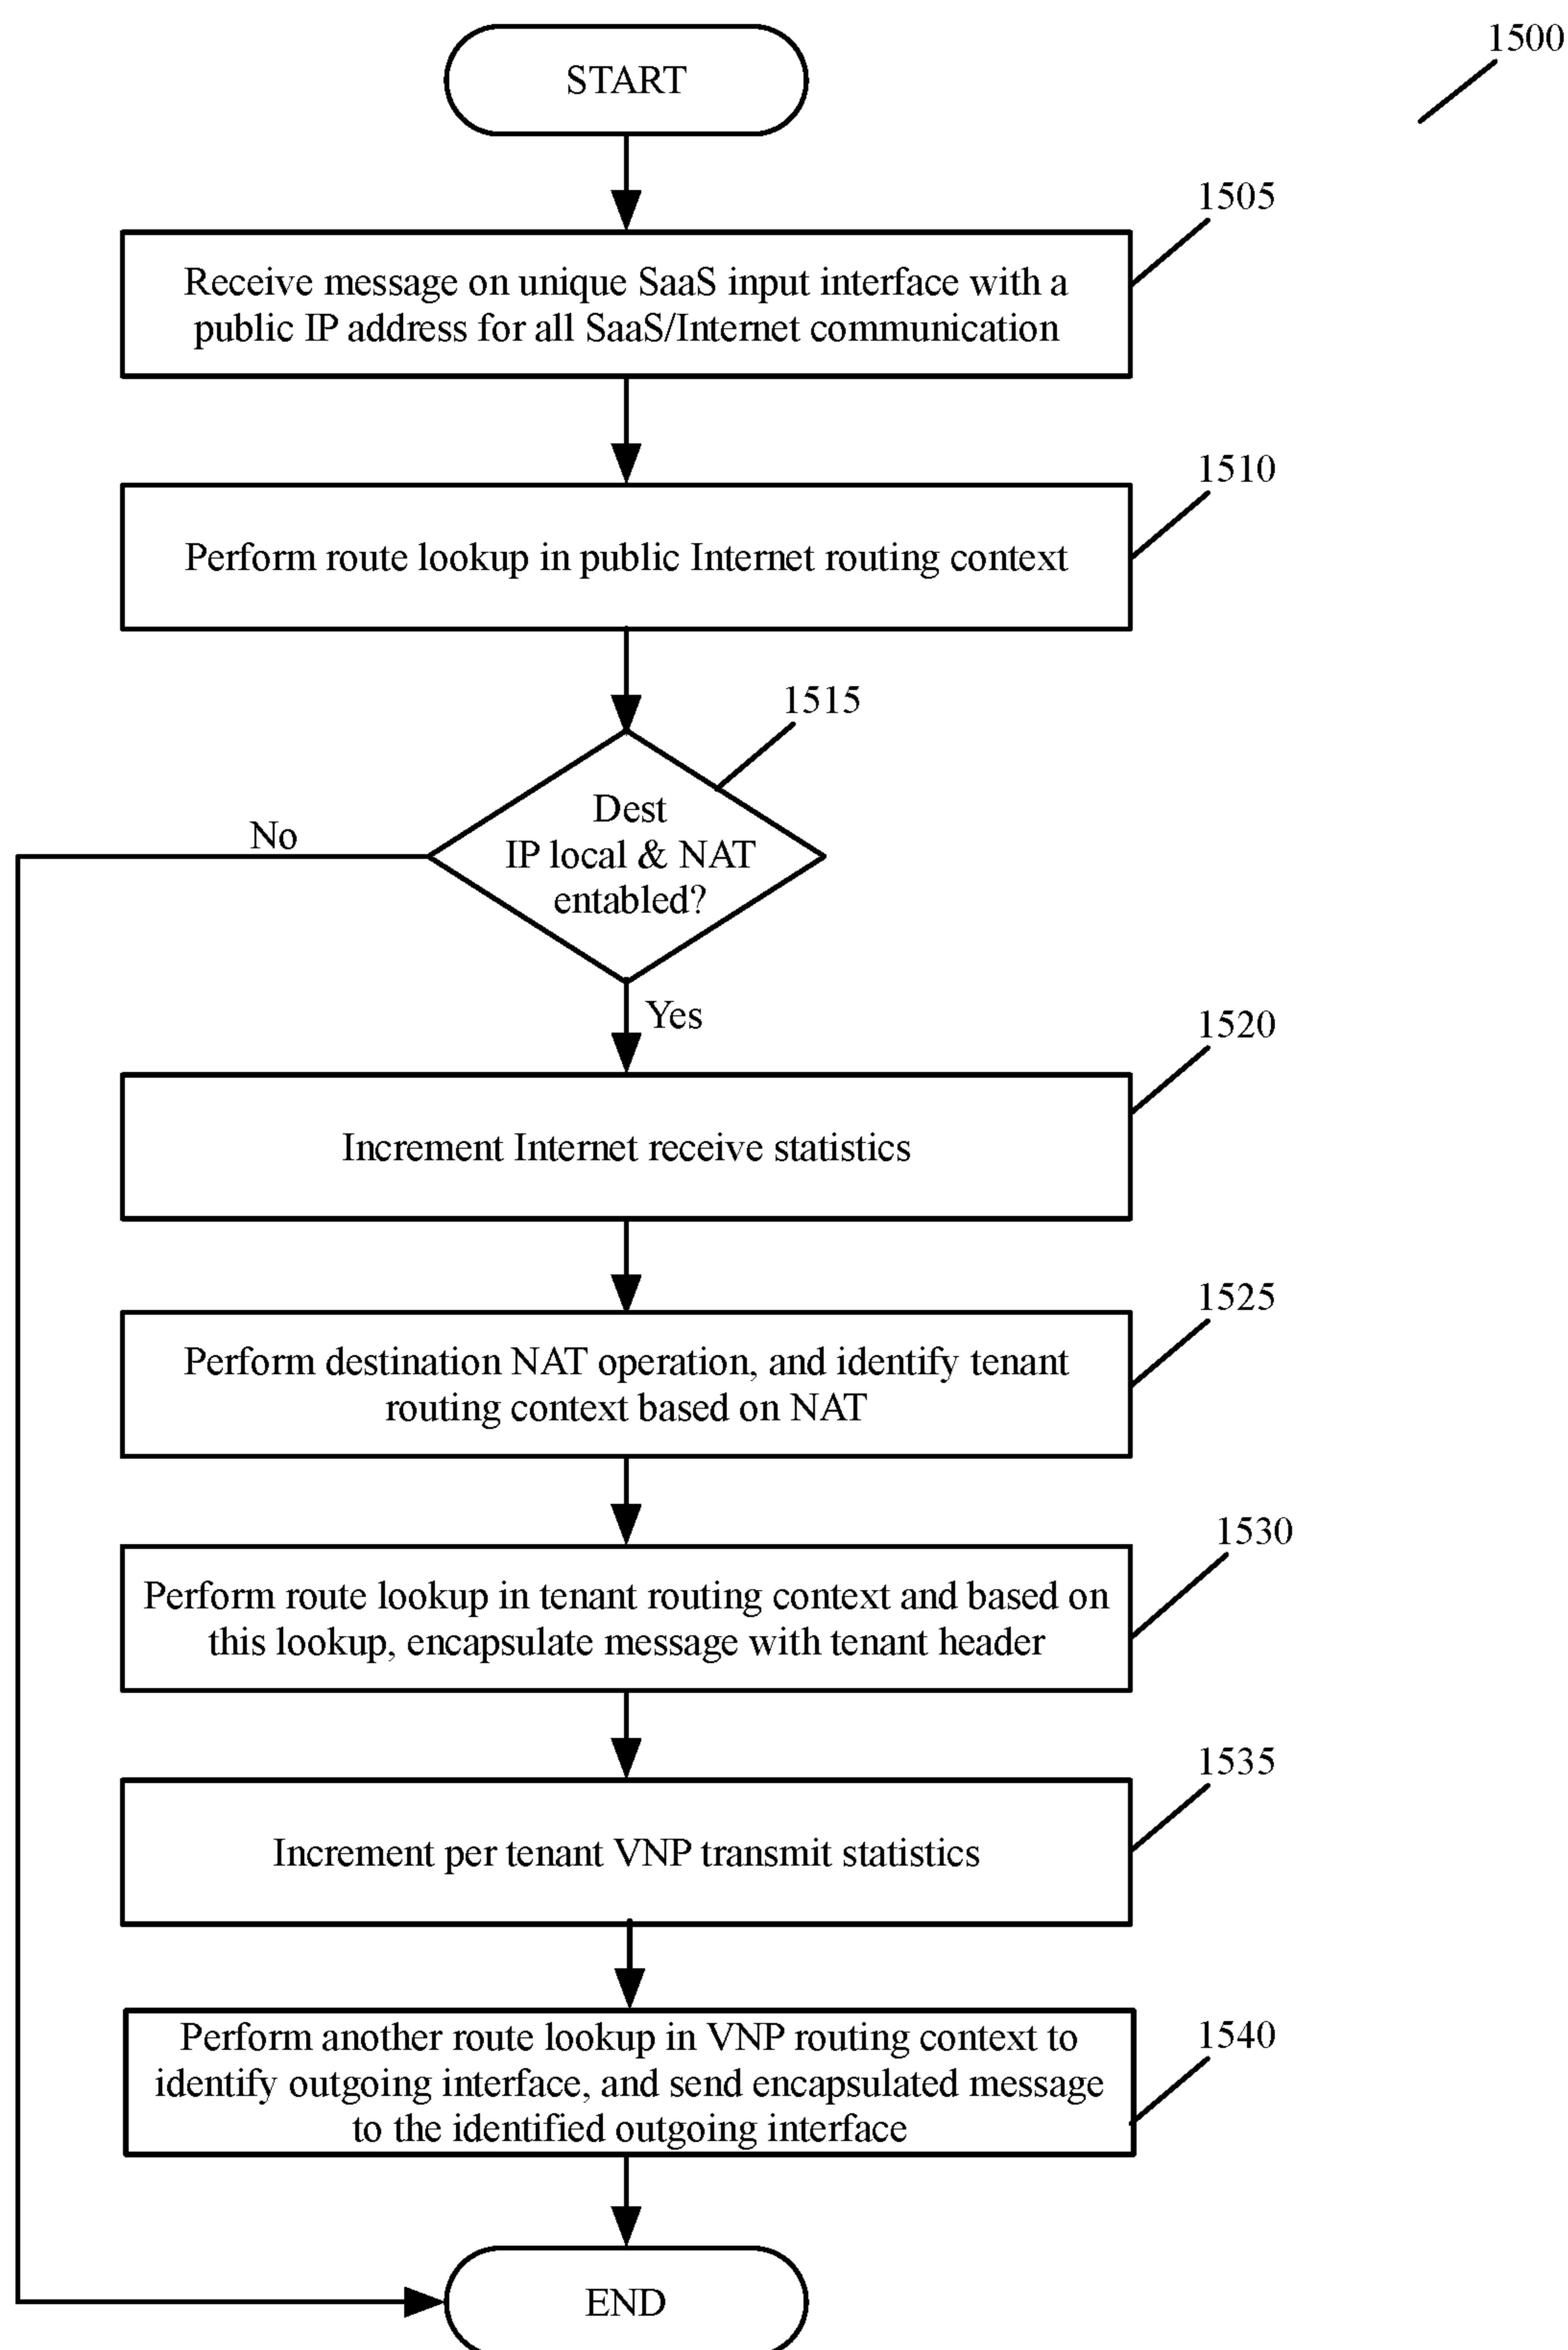 1500
START
1505
Receive message on unique SaaS input interface with a
public IP address for all SaaS/Internet communication
1510
Perform route lookup in public Internet routing context
1515
Dest
IP local & NAT
entabled?
No
Yes
1520
Increment Internet receive statistics
1525
Perform destination NAT operation, and identify tenant
routing context based on NAT
1530
Perform route lookup in tenant routing context and based on
this lookup, encapsulate message with tenant header
1535
Increment per tenant VNP transmit statistics
1540
Perform another route lookup in VNP routing context to
identify outgoing interface, and send encapsulated message
to the identified outgoing interface
END